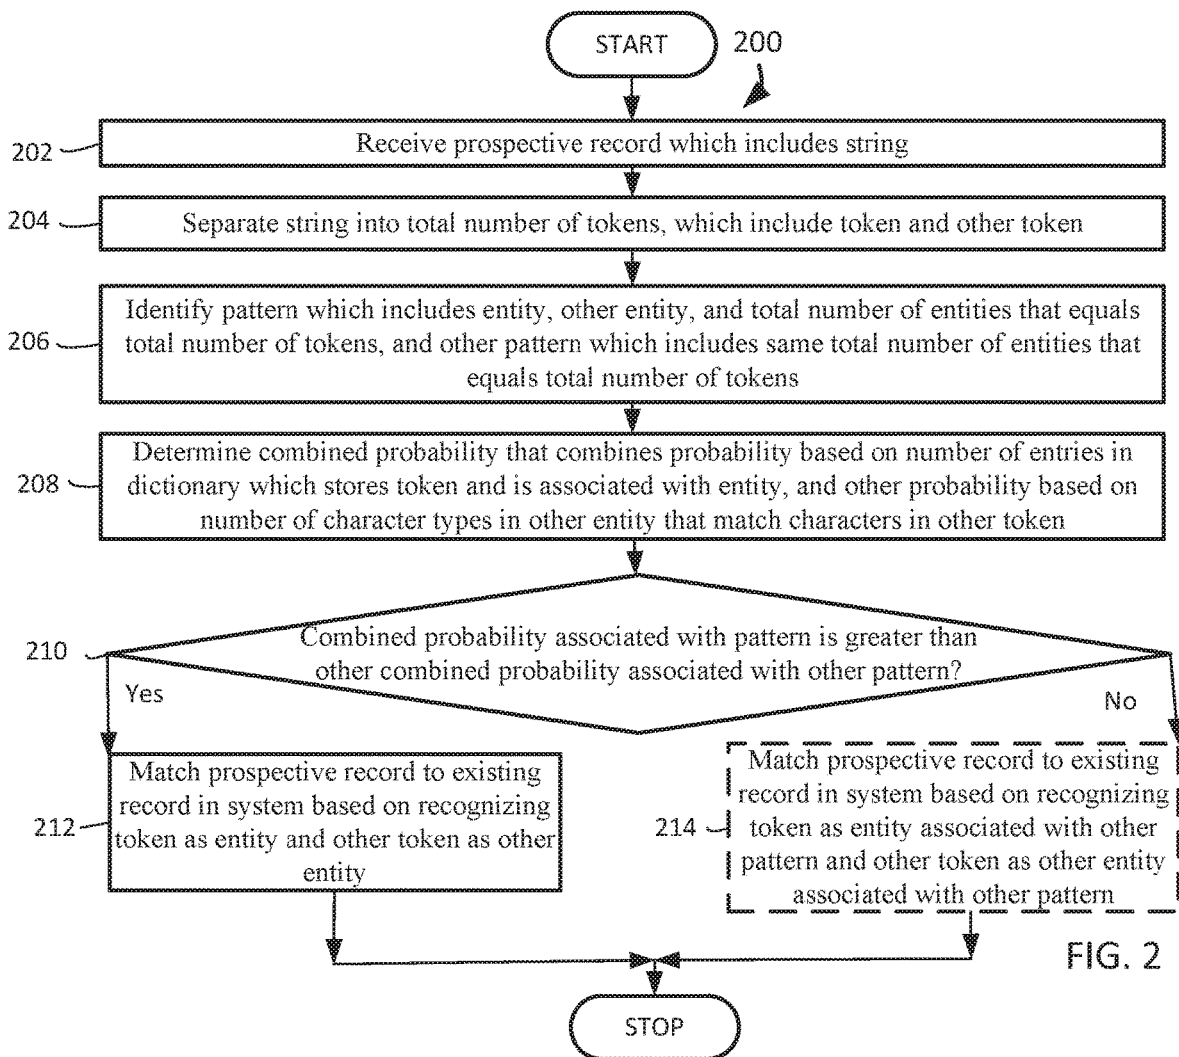 START
200
202
Receive prospective record which includes string
204
Separate string into total number of tokens, which include token and other token
206
Identify pattern which includes entity, other entity, and total number of entities that equals
total number of tokens, and other pattern which includes same total number of entities that
equals total number of tokens
208
Determine combined probability that combines probability based on number of entries in
dictionary which stores token and is associated with entity, and other probability based on
number of character types in other entity that match characters in other token
210
Combined probability associated with pattern is greater than
other combined probability associated with other pattern?
Yes
No
212
Match prospective record to existing
record in system based on recognizing
token as entity and other token as other
entity
214
Match prospective record to existing
record in system based on recognizing
token as entity associated with other
pattern and other token as other entity
associated with other pattern
FIG. 2
STOP